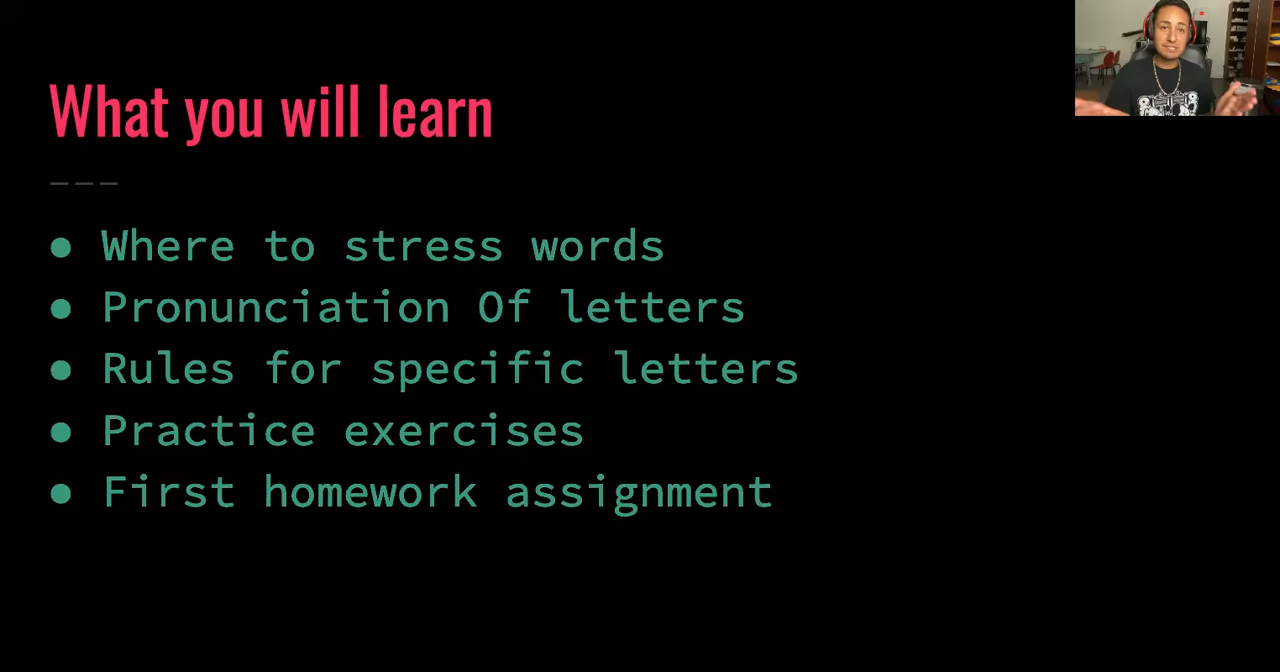 What you will learn
● Where to stress words
● Pronunciation Of letters
● Rules for specific letters
● Practice exercises
● First homework assignment